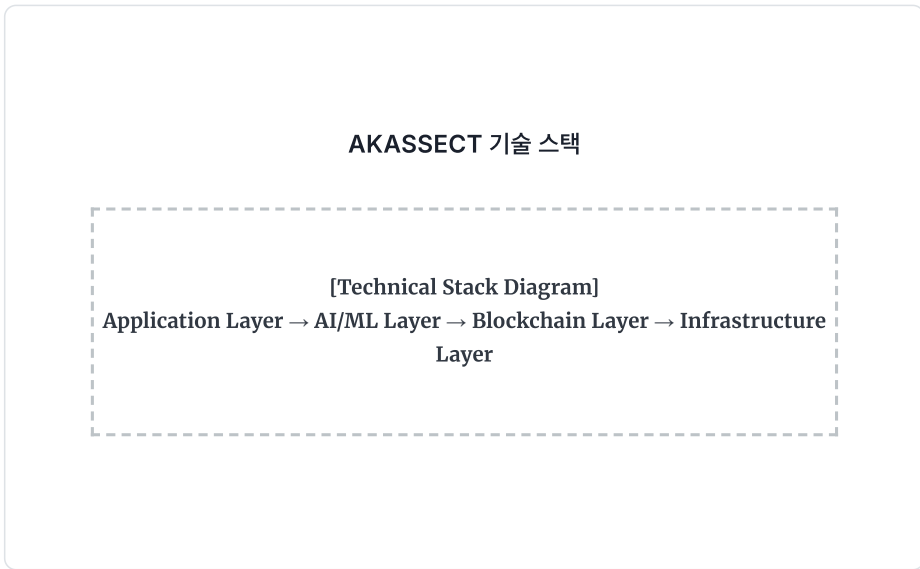 AKASSECT 기술 스택
[Technical Stack Diagram]
Application Layer → AI/ML Layer → Blockchain Layer → Infrastructure
Layer